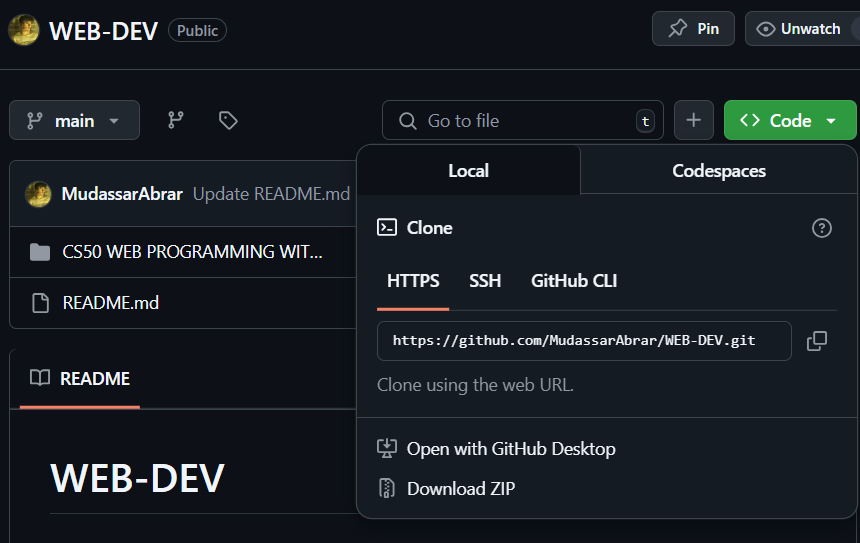 WEB-DEV Public Pin Unwatch
main Go to file t Code
Local Codespaces
MudassarAbrar Update README.md
Clone
CS50 WEB PROGRAMMING WIT...
HTTPS SSH GitHub CLI
README.md
https://github.com/MudassarAbrar/WEB-DEV.git
README
Clone using the web URL.
Open with GitHub Desktop
WEB-DEV
Download ZIP